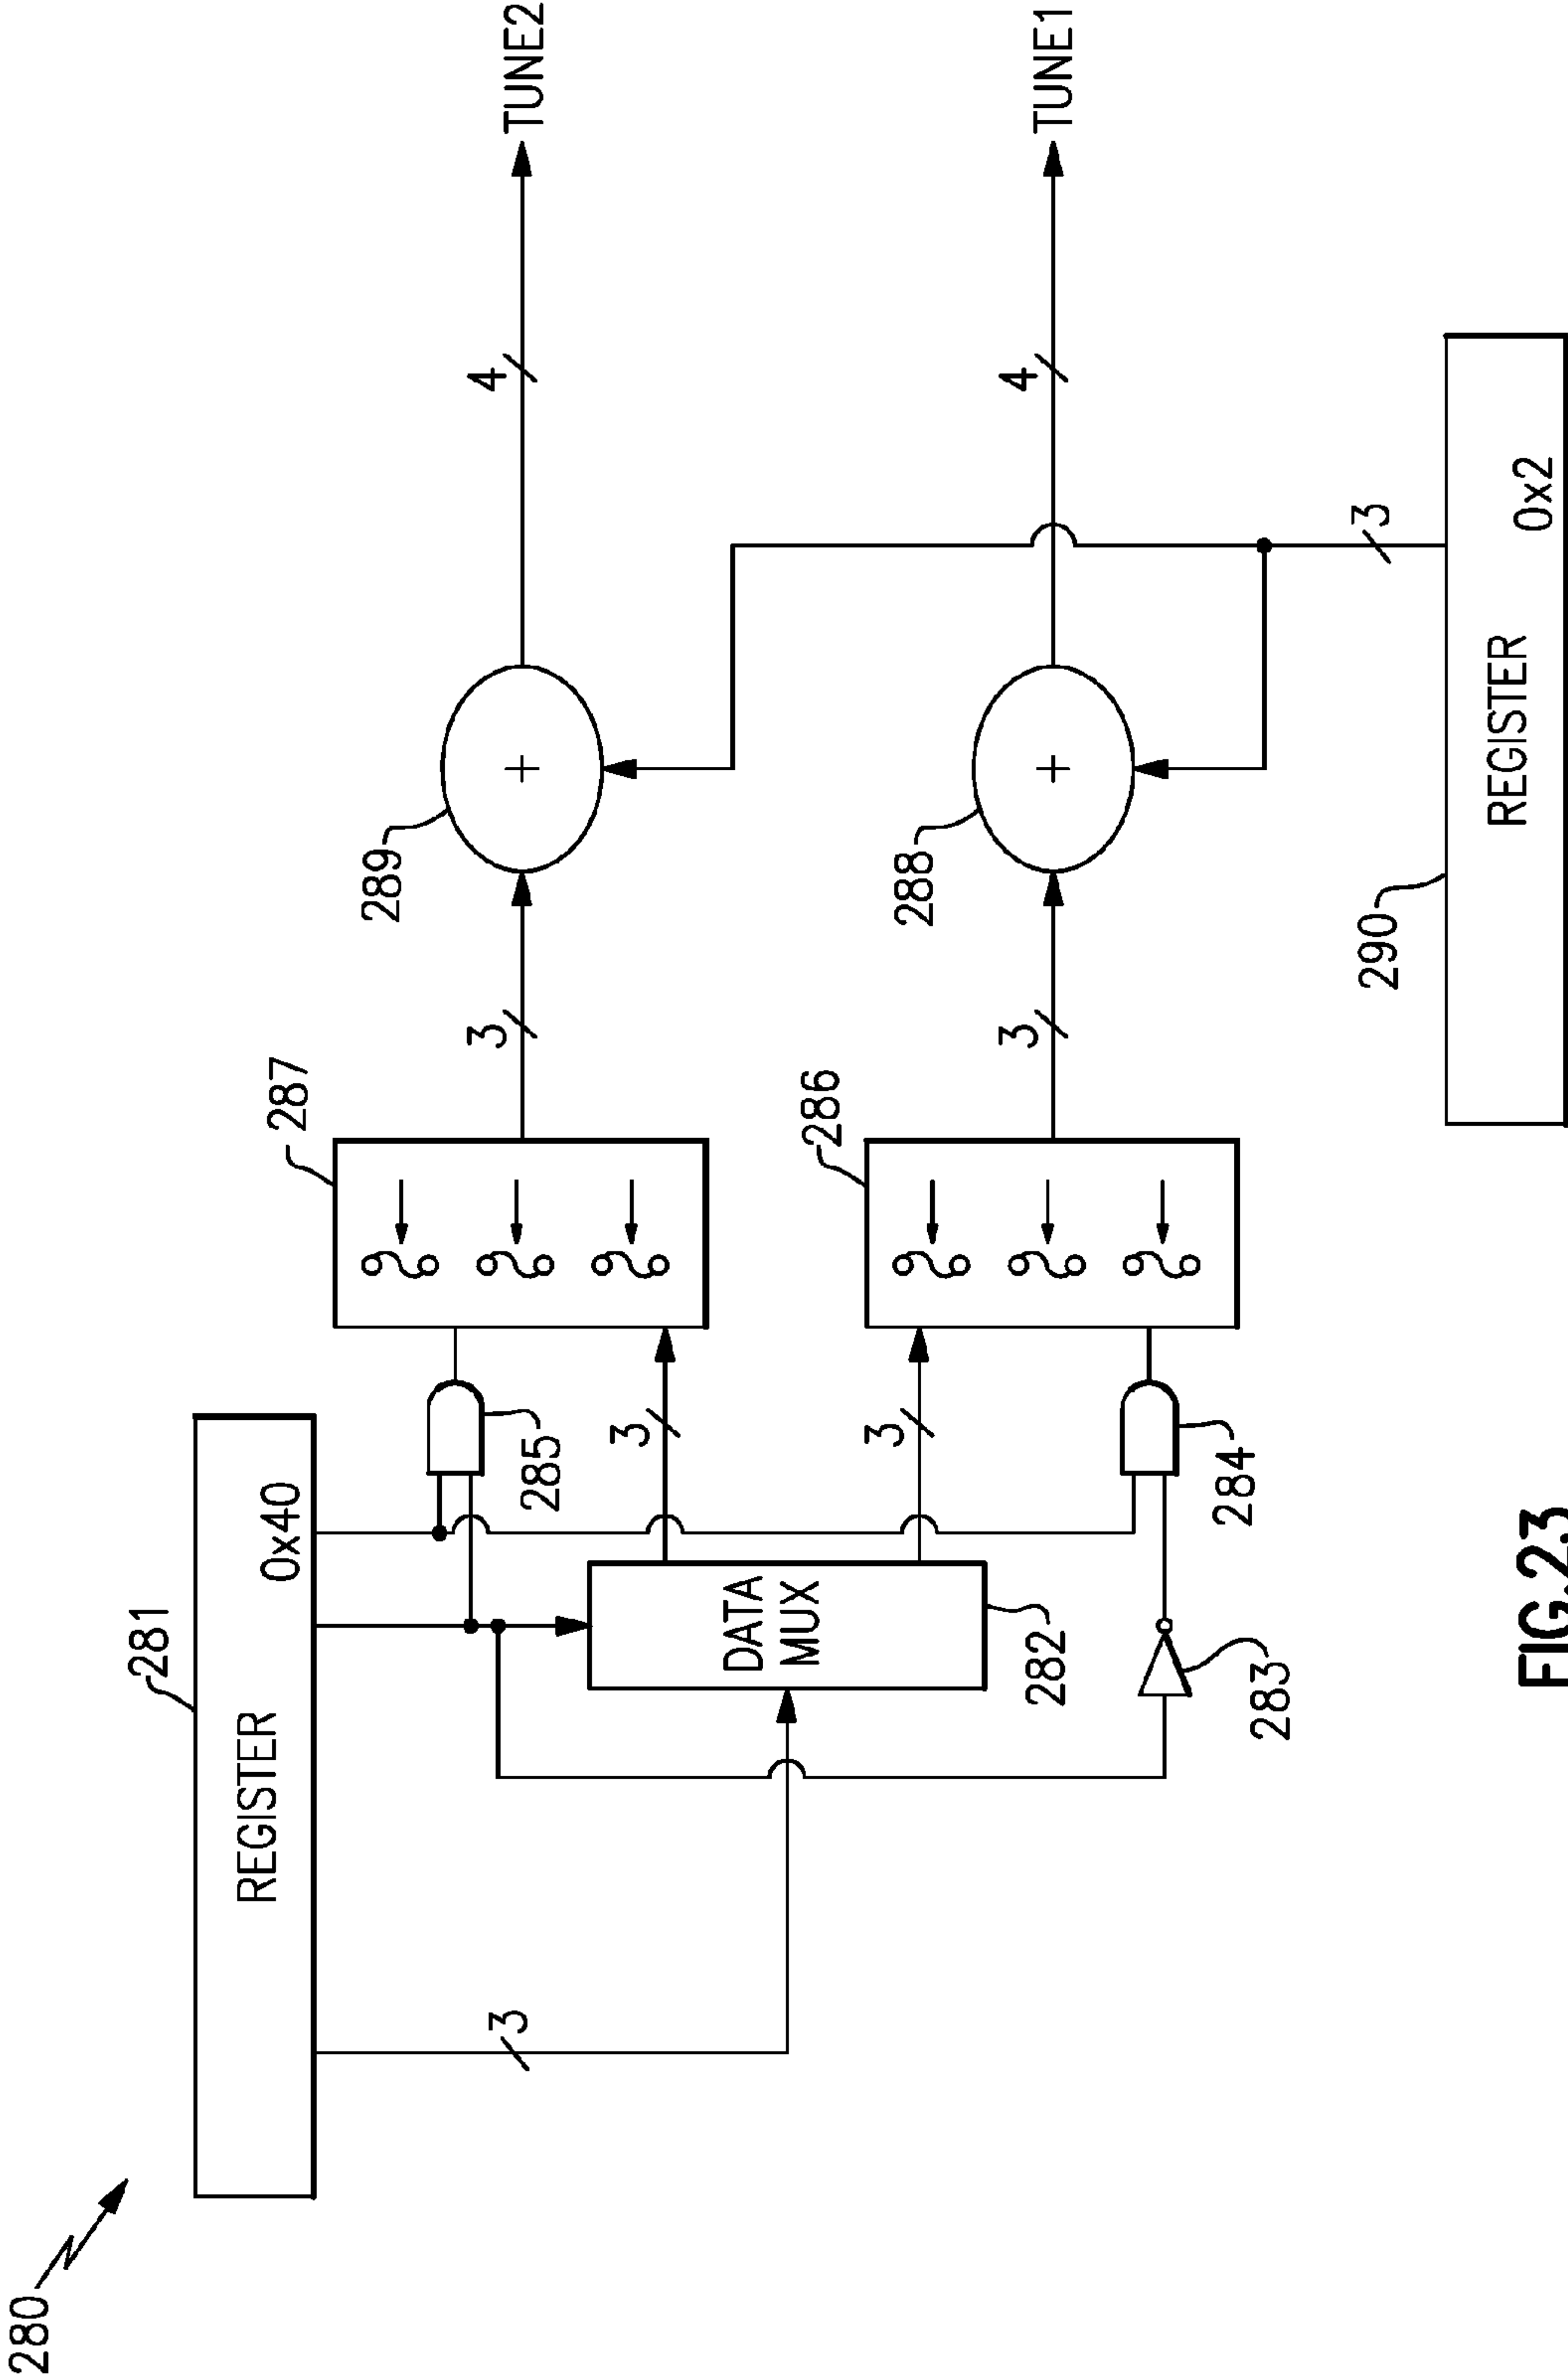 280
281
REGISTER 0x40
3
285
287
3
289
4
TUNE2
DATA
MUX
282
3
3
286
3
288
4
TUNE1
283
284
290
REGISTER 0x2
3
FIG.23